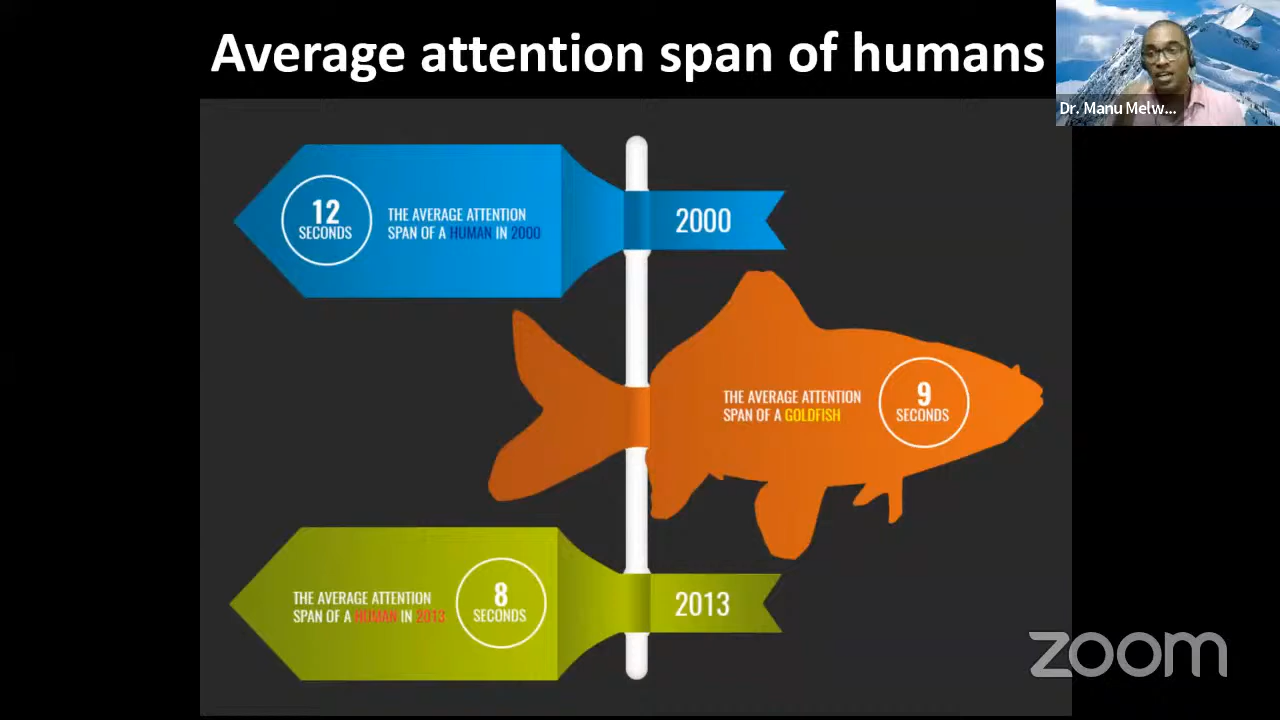 Average attention span of humans
Dr. Manu Melw...
12
SECONDS
THE AVERAGE ATTENTION
SPAN OF A HUMAN IN 2000
2000
THE AVERAGE ATTENTION
SPAN OF A GOLDFISH
9
SECONDS
THE AVERAGE ATTENTION
SPAN OF A HUMAN IN 2013
8
SECONDS
2013
zoom